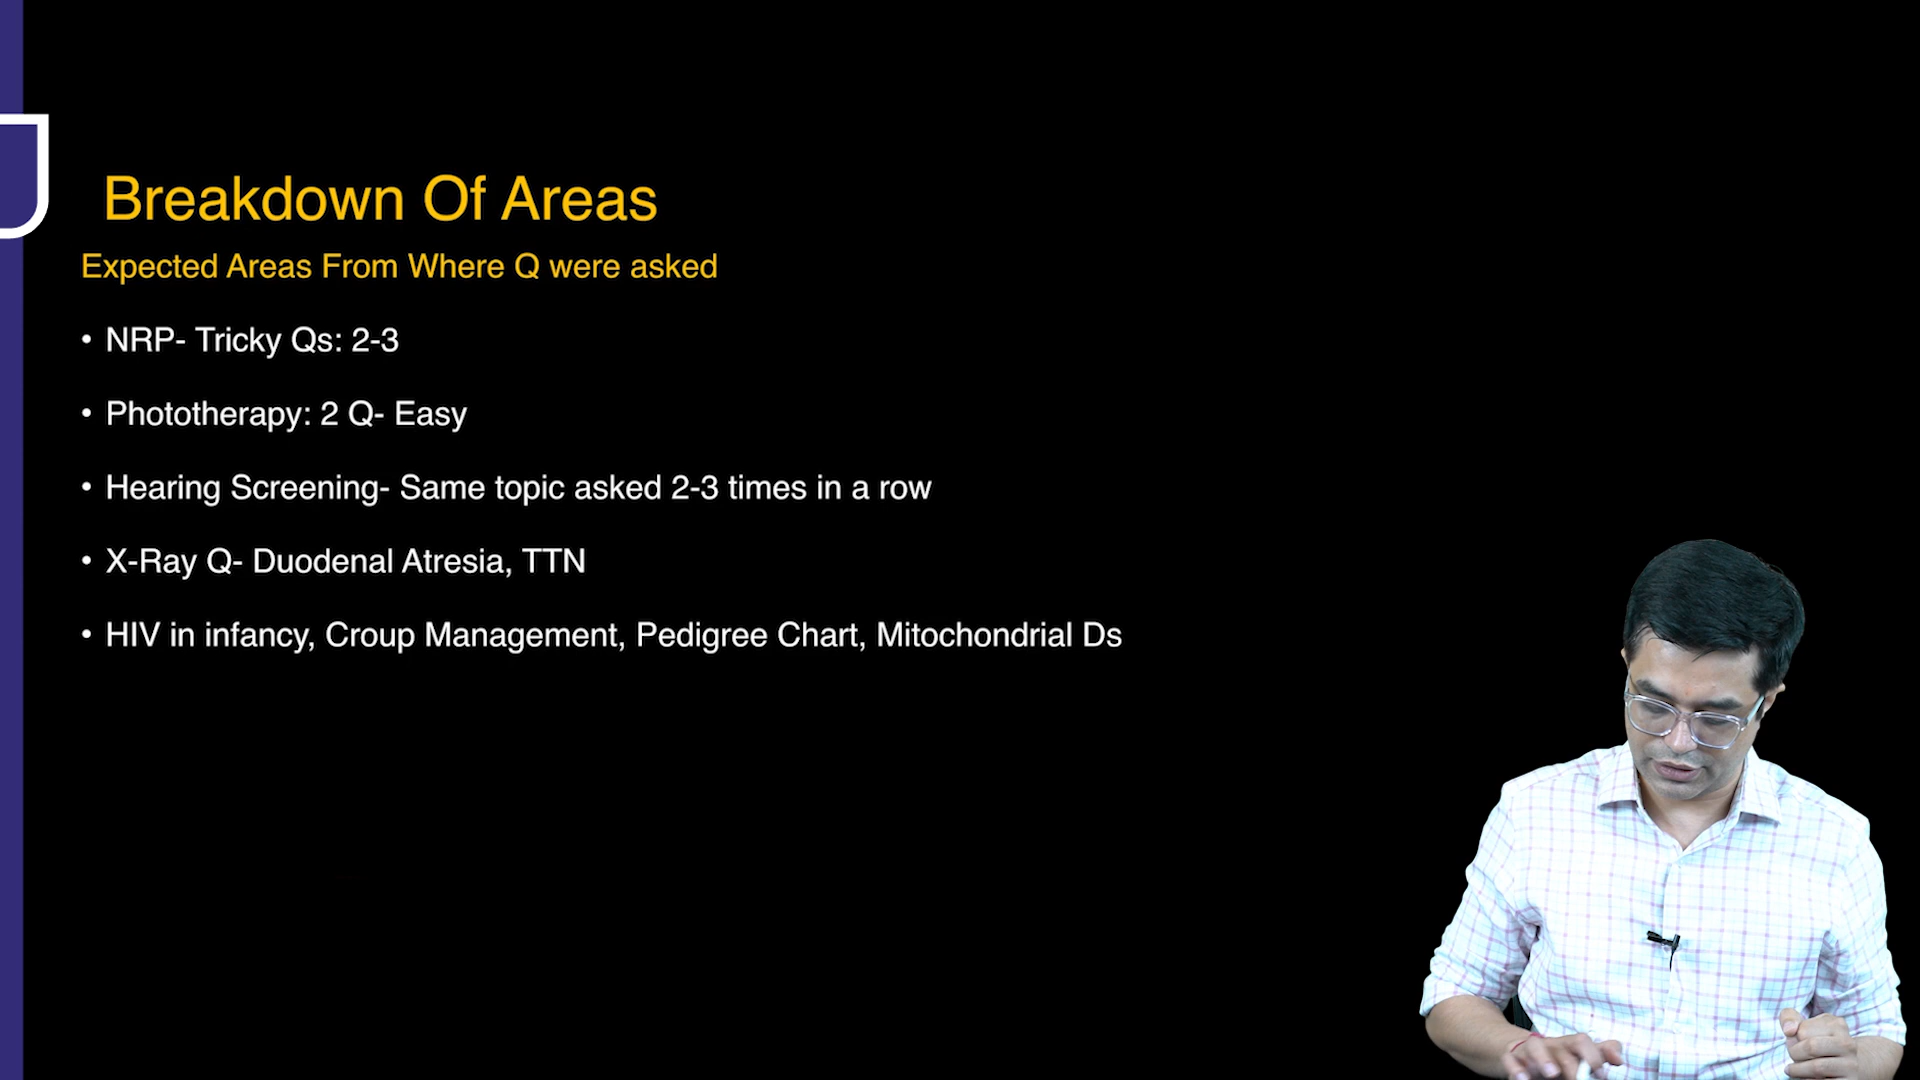 Breakdown Of Areas
Expected Areas From Where Q were asked
• NRP- Tricky Qs: 2-3
• Phototherapy: 2 Q- Easy
• Hearing Screening- Same topic asked 2-3 times in a row
• X-Ray Q- Duodenal Atresia, TTN
• HIV in infancy, Croup Management, Pedigree Chart, Mitochondrial Ds